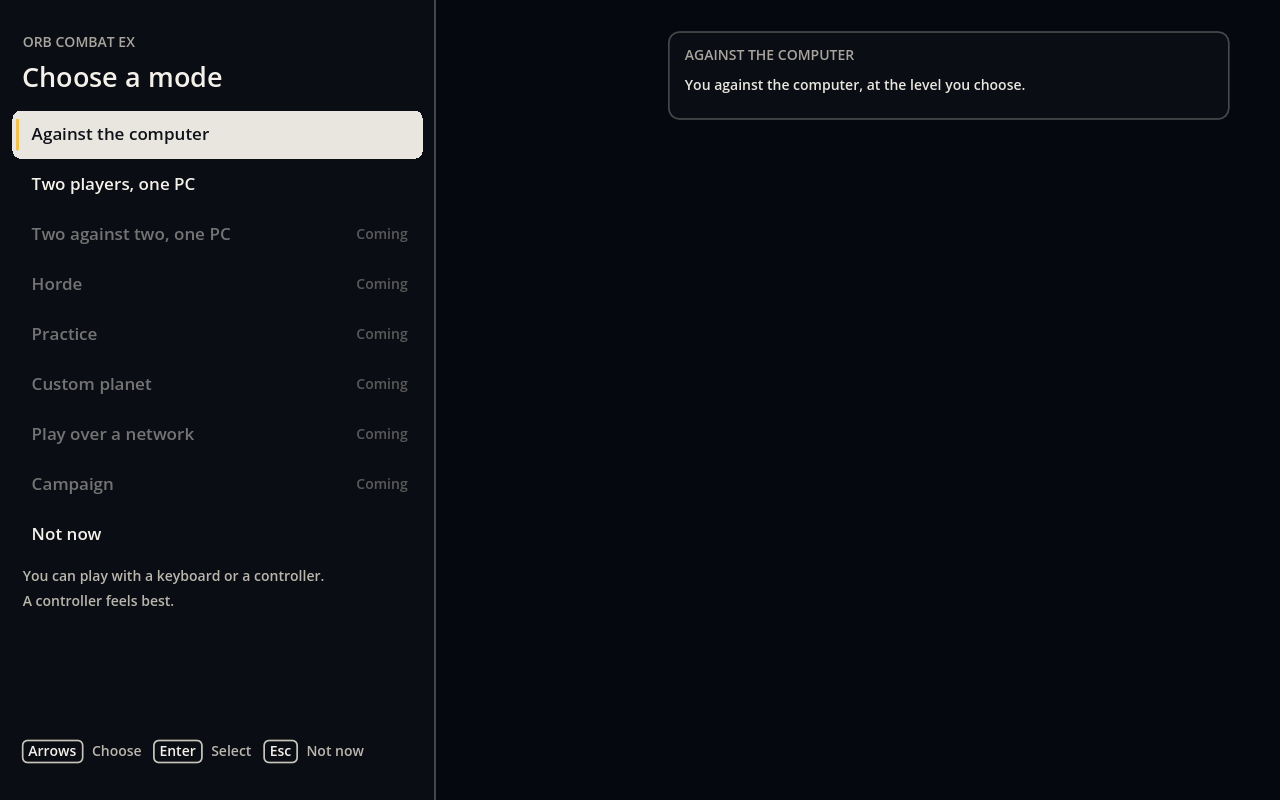 ORB COMBAT EX
Choose a mode
Against the computer
Two players, one PC
Two against two, one PC Coming
Horde Coming
Practice Coming
Custom planet Coming
Play over a network Coming
Campaign Coming
Not now
You can play with a keyboard or a controller.
A controller feels best.
Arrows Choose Enter Select Esc Not now
AGAINST THE COMPUTER
You against the computer, at the level you choose.